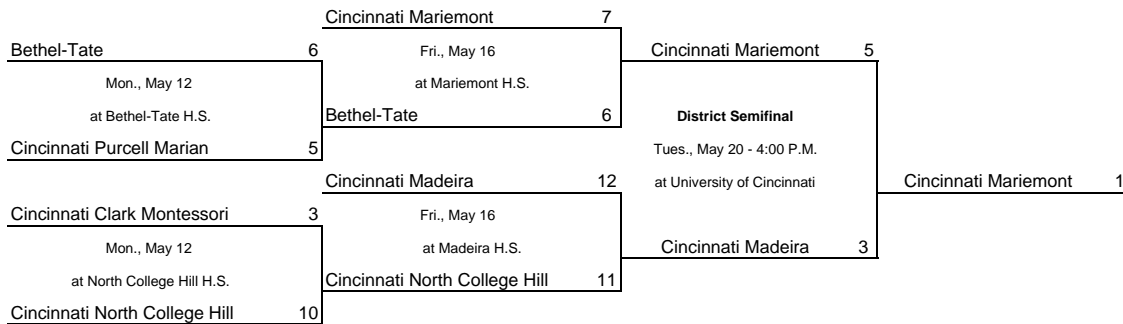 Cincinnati Mariemont 7
Bethel-Tate 6 Fri., May 16 Cincinnati Mariemont 5
Mon., May 12 at Mariemont H.S.
at Bethel-Tate H.S. Bethel-Tate 6 District Semifinal
Cincinnati Purcell Marian 5 Tues., May 20 - 4:00 P.M.
Cincinnati Madeira 12 at University of Cincinnati Cincinnati Mariemont 1
Cincinnati Clark Montessori 3 Fri., May 16
Mon., May 12 at Madeira H.S. Cincinnati Madeira 3
at North College Hill H.S. Cincinnati North College Hill 11
Cincinnati North College Hill 10